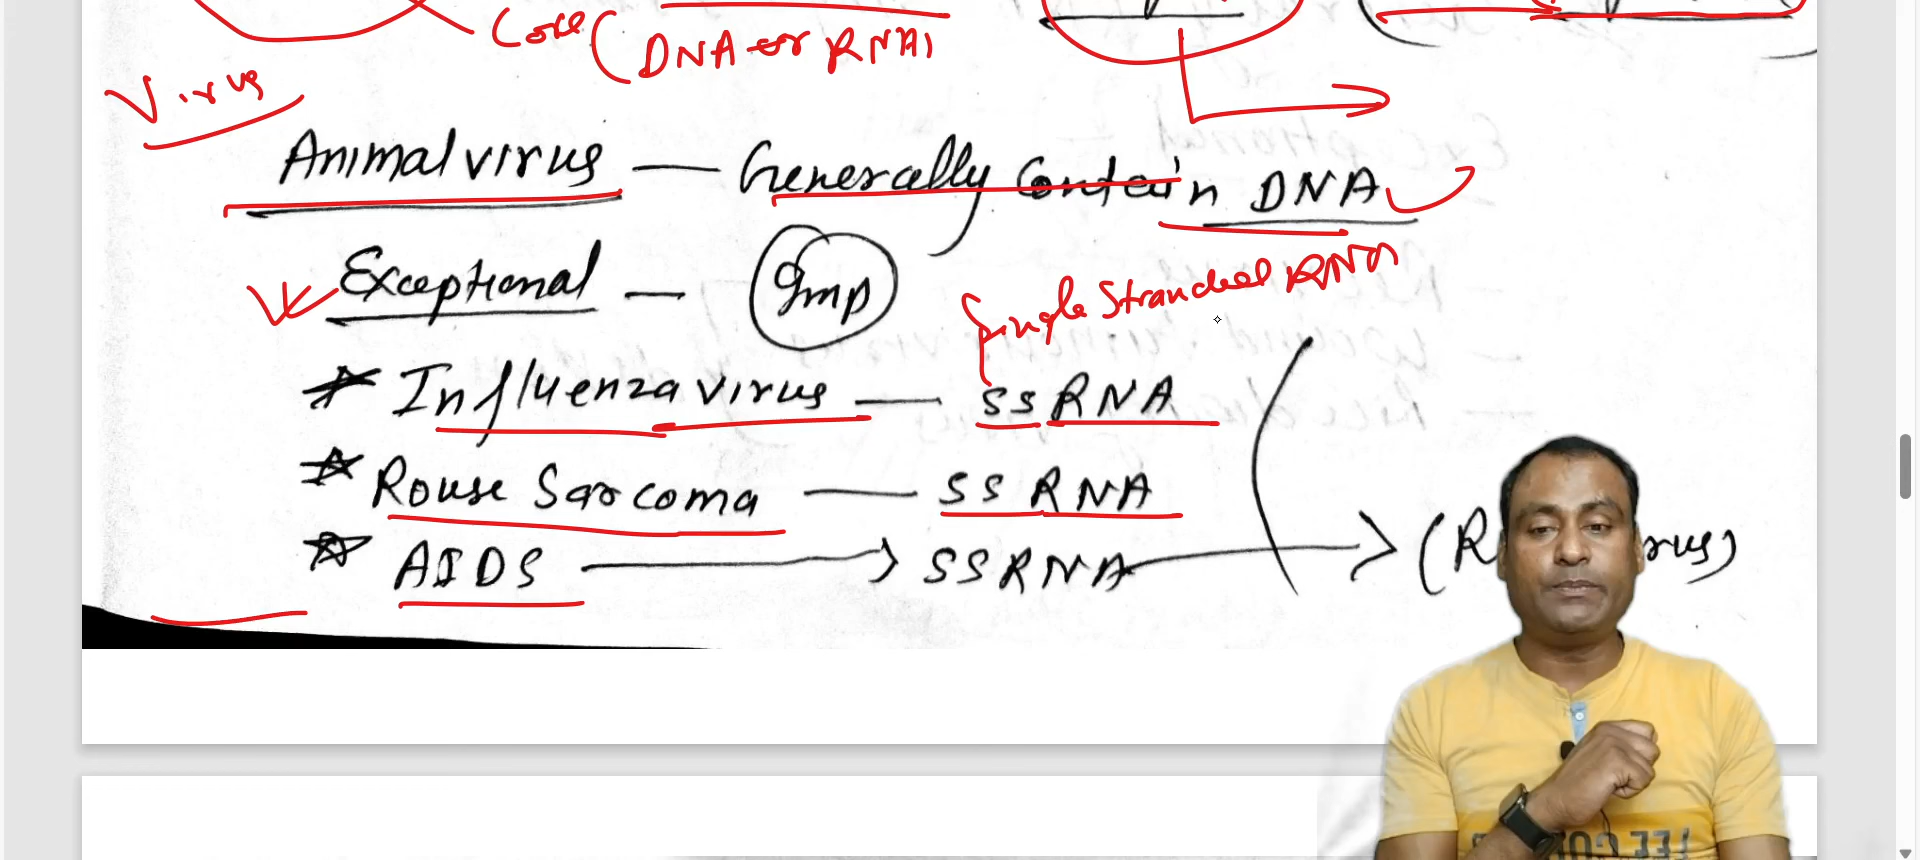 Core (DNA or RNA)
Virus
Animal virus — Generally Contain DNA
Exceptional — Imp
Single Stranded RNA
Influenza virus — SS RNA
Rouse Sarcoma — SS RNA
AIDS → SSRNA → (R rus)